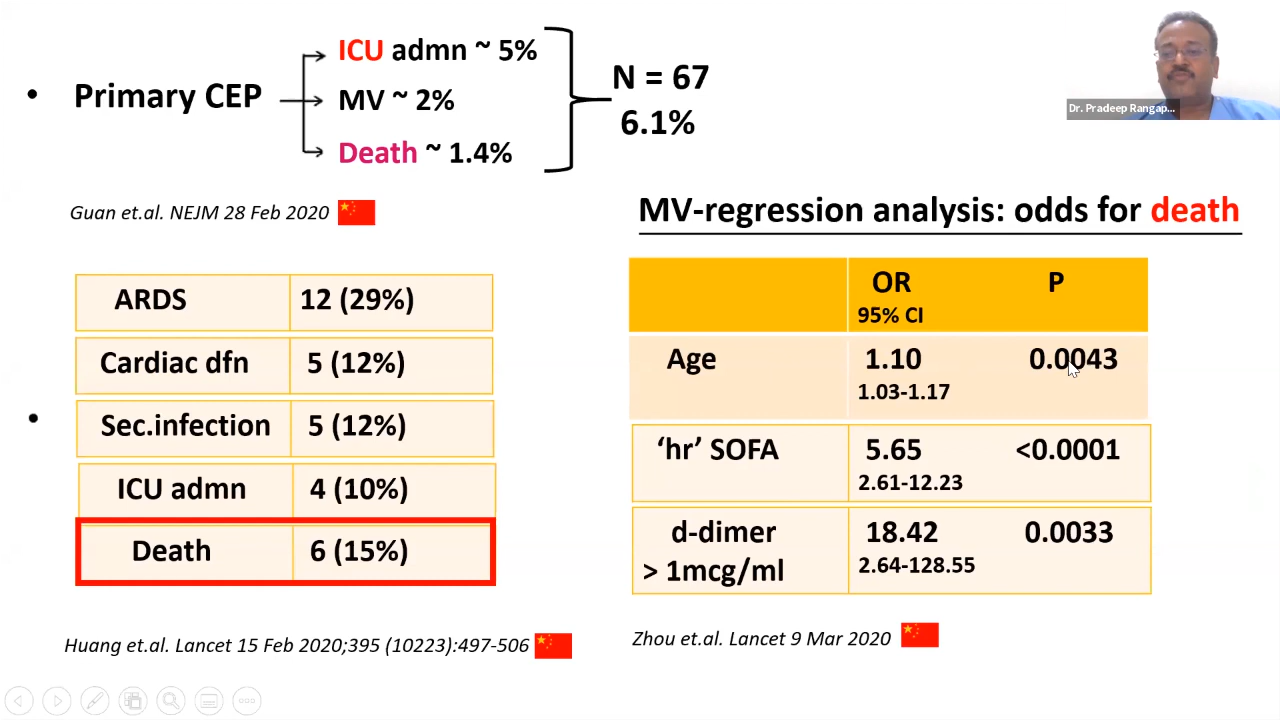 • Primary CEP
ICU admn ~ 5%
MV ~ 2%
Death ~ 1.4%
N = 67
6.1%
Dr. Pradeep Rangap...
Guan et.al. NEJM 28 Feb 2020
•
ARDS 12 (29%)
Cardiac dfn 5 (12%)
Sec.infection 5 (12%)
ICU admn 4 (10%)
Death 6 (15%)
Huang et.al. Lancet 15 Feb 2020;395 (10223):497-506
MV-regression analysis: odds for death
OR P
95% CI
Age 1.10 0.0043
1.03-1.17
‘hr’ SOFA 5.65 <0.0001
2.61-12.23
d-dimer 18.42 0.0033
> 1mcg/ml 2.64-128.55
Zhou et.al. Lancet 9 Mar 2020